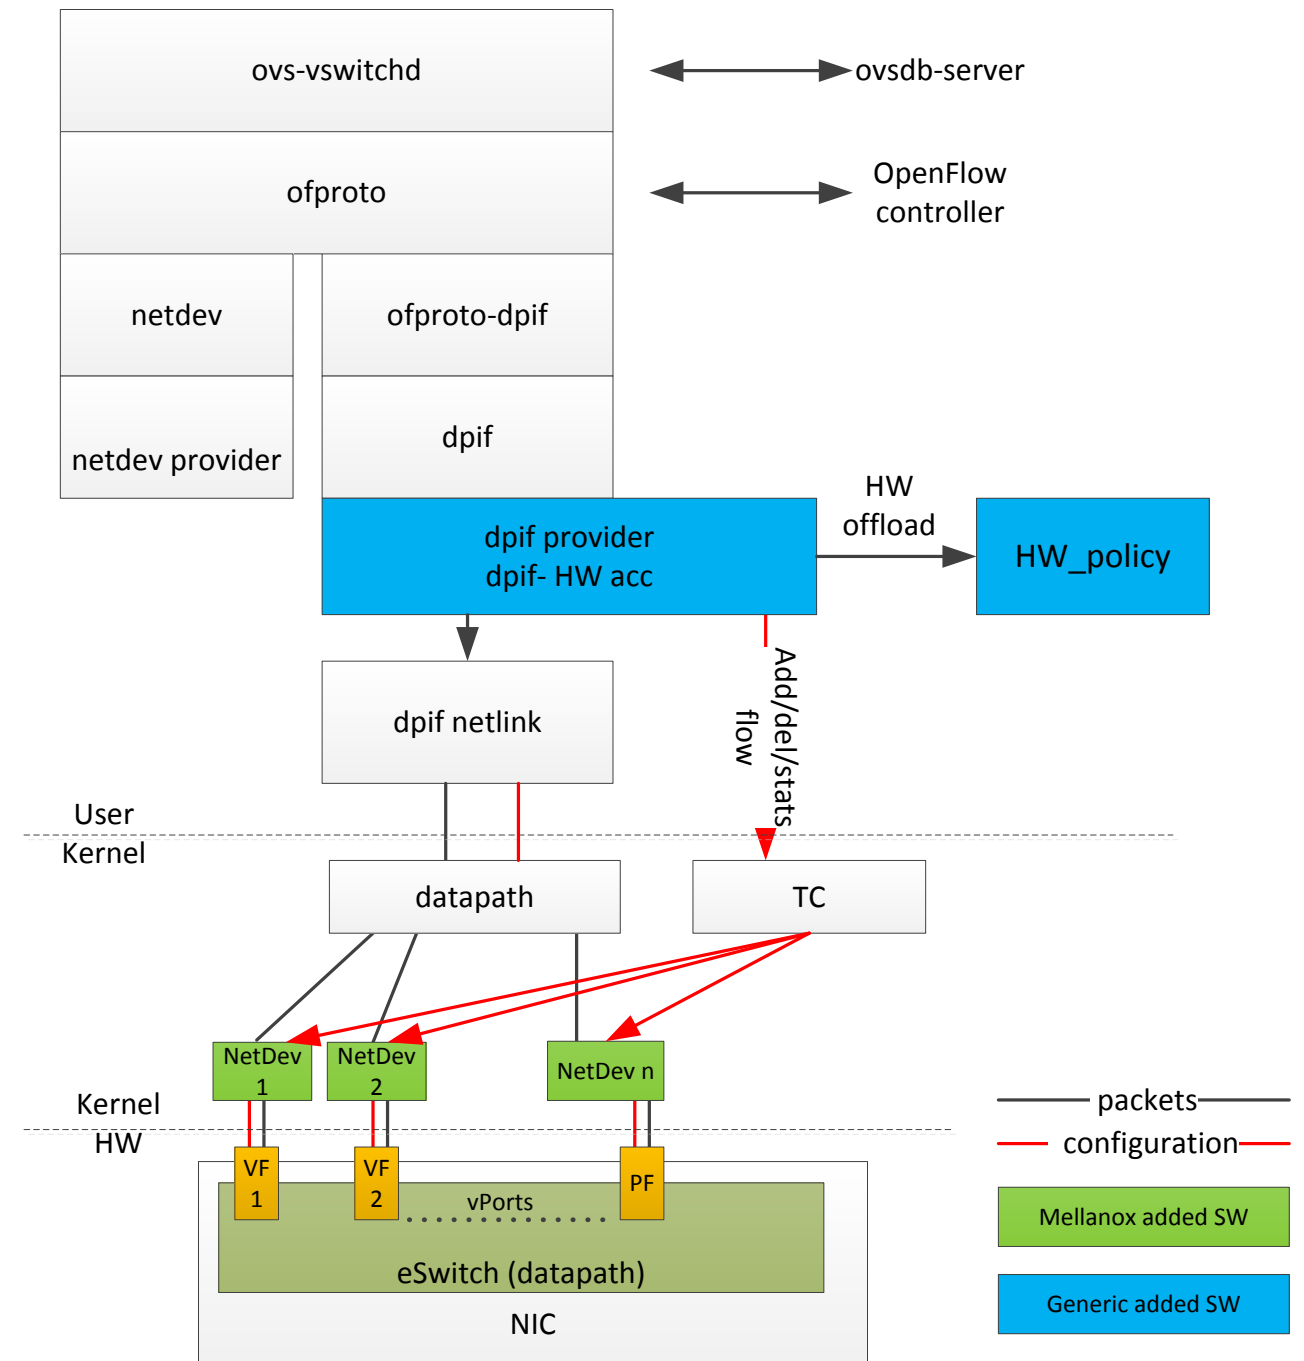 ovs-vswitchd
ovsdb-server
ofproto
OpenFlow
controller
netdev
ofproto-dpif
netdev provider
dpif
dpif provider
dpif- HW acc
HW
offload
HW_policy
dpif netlink
Add/del/stats
flow
User
Kernel
datapath
TC
NetDev
1
NetDev
2
NetDev n
Kernel
HW
VF
1
VF
2
PF
vPorts
eSwitch (datapath)
NIC
packets
configuration
Mellanox added SW
Generic added SW